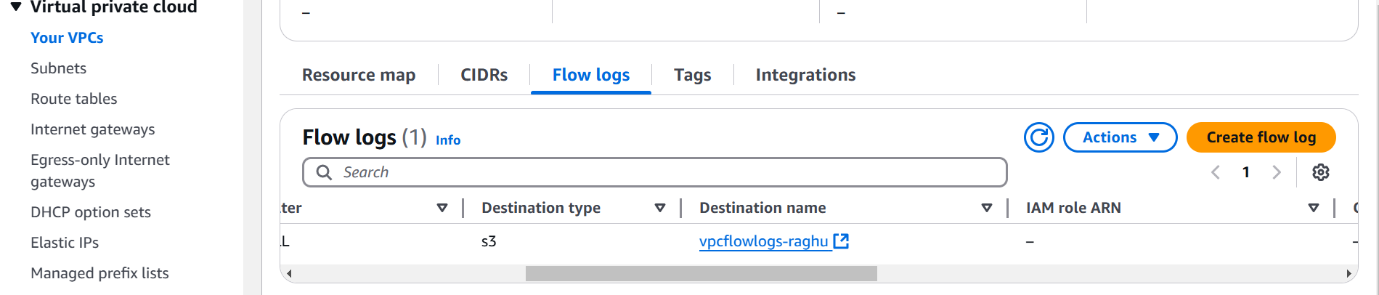 Virtual private cloud
Your VPCs
Subnets
Route tables
Internet gateways
Egress-only Internet
gateways
DHCP option sets
Elastic IPs
Managed prefix lists
– –
Resource map CIDRs Flow logs Tags Integrations
Flow logs (1) Info Actions Create flow log
Search 1
ter Destination type Destination name IAM role ARN
L s3 vpcflowlogs-raghu – –